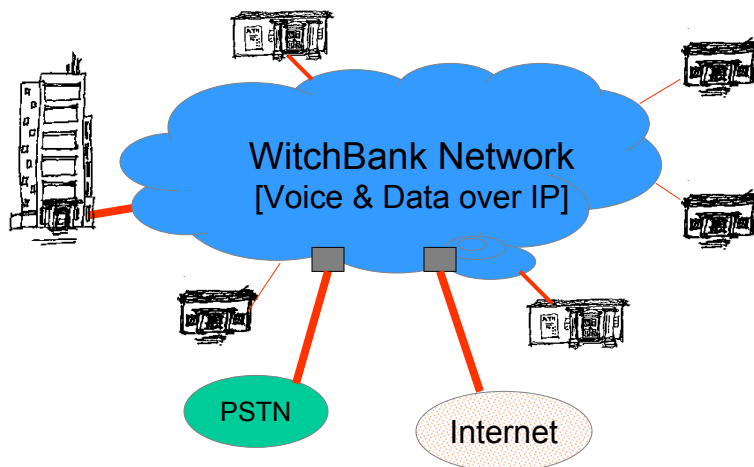 WitchBank Network
[Voice & Data over IP]
PSTN
Internet